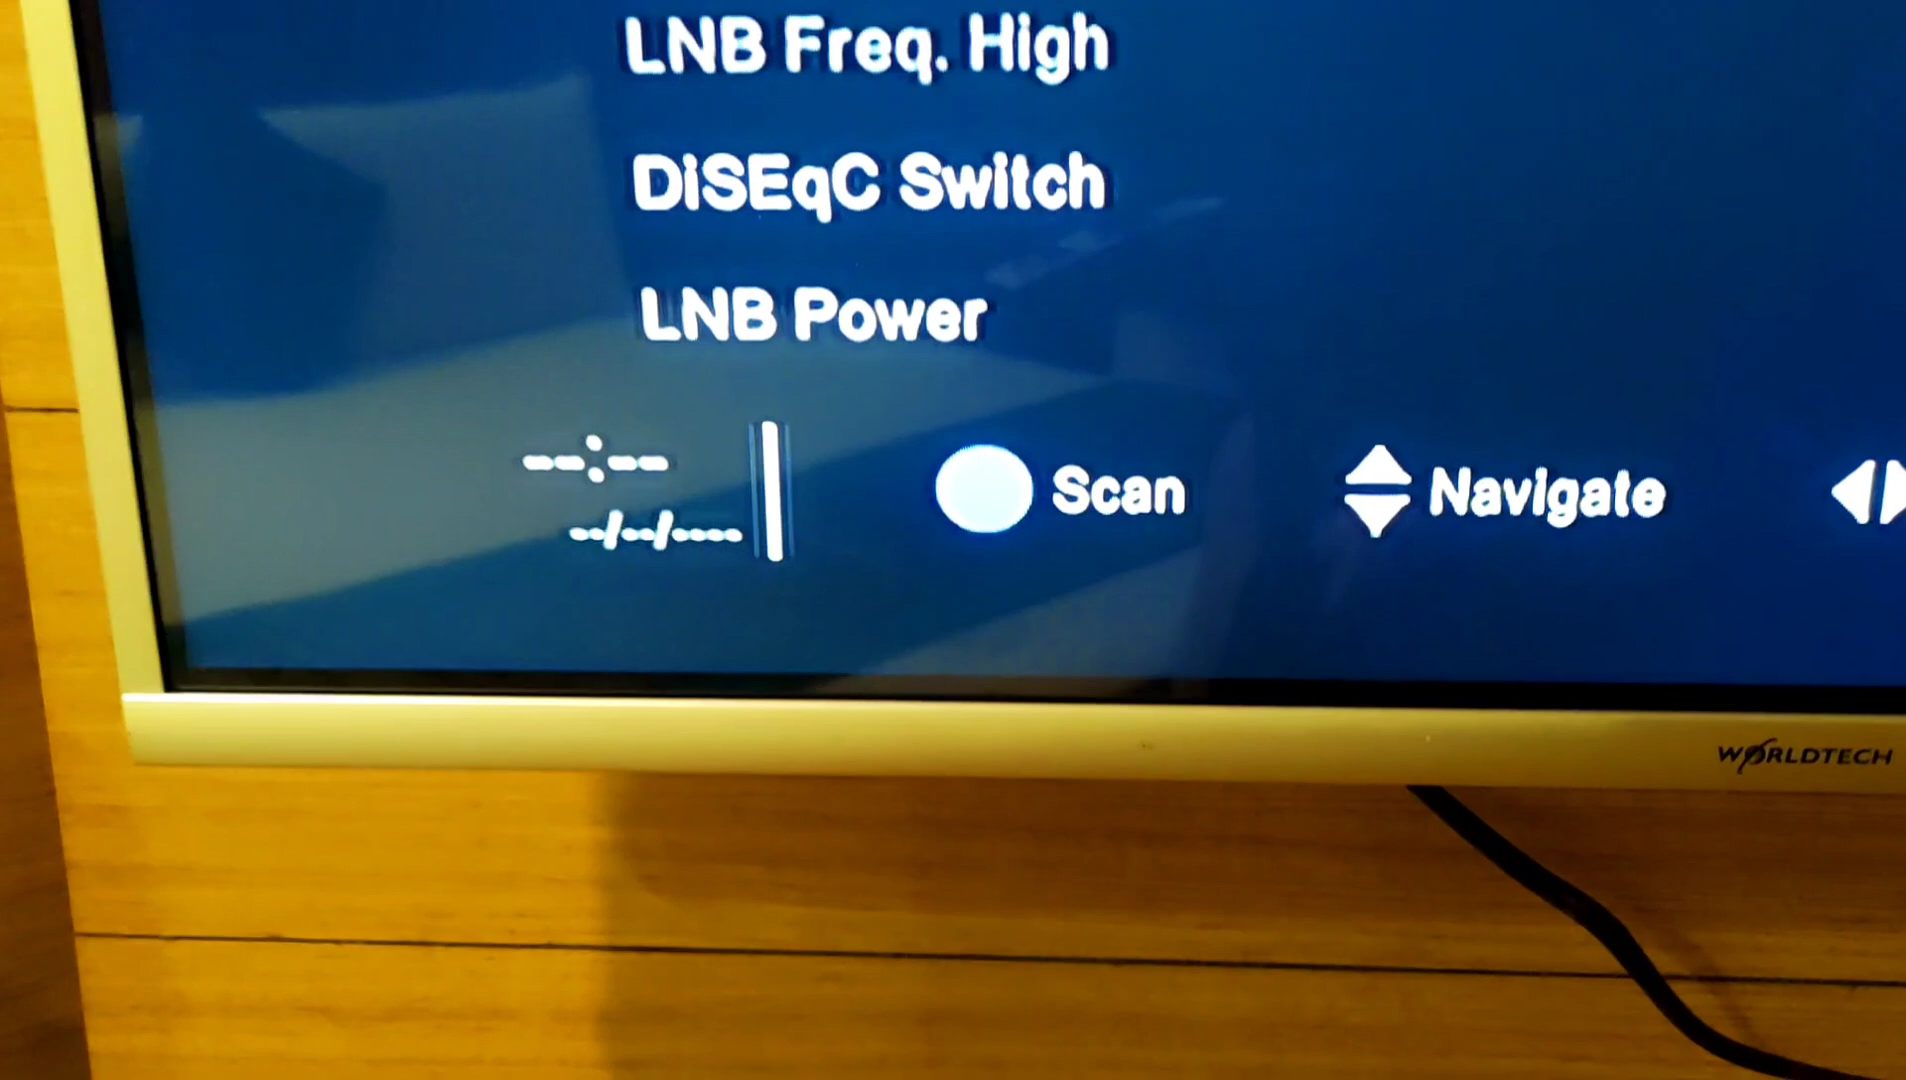 LNB Freq. High
DiSEqC Switch
LNB Power
--:--
--/--/----
Scan
Navigate
WORLDTECH